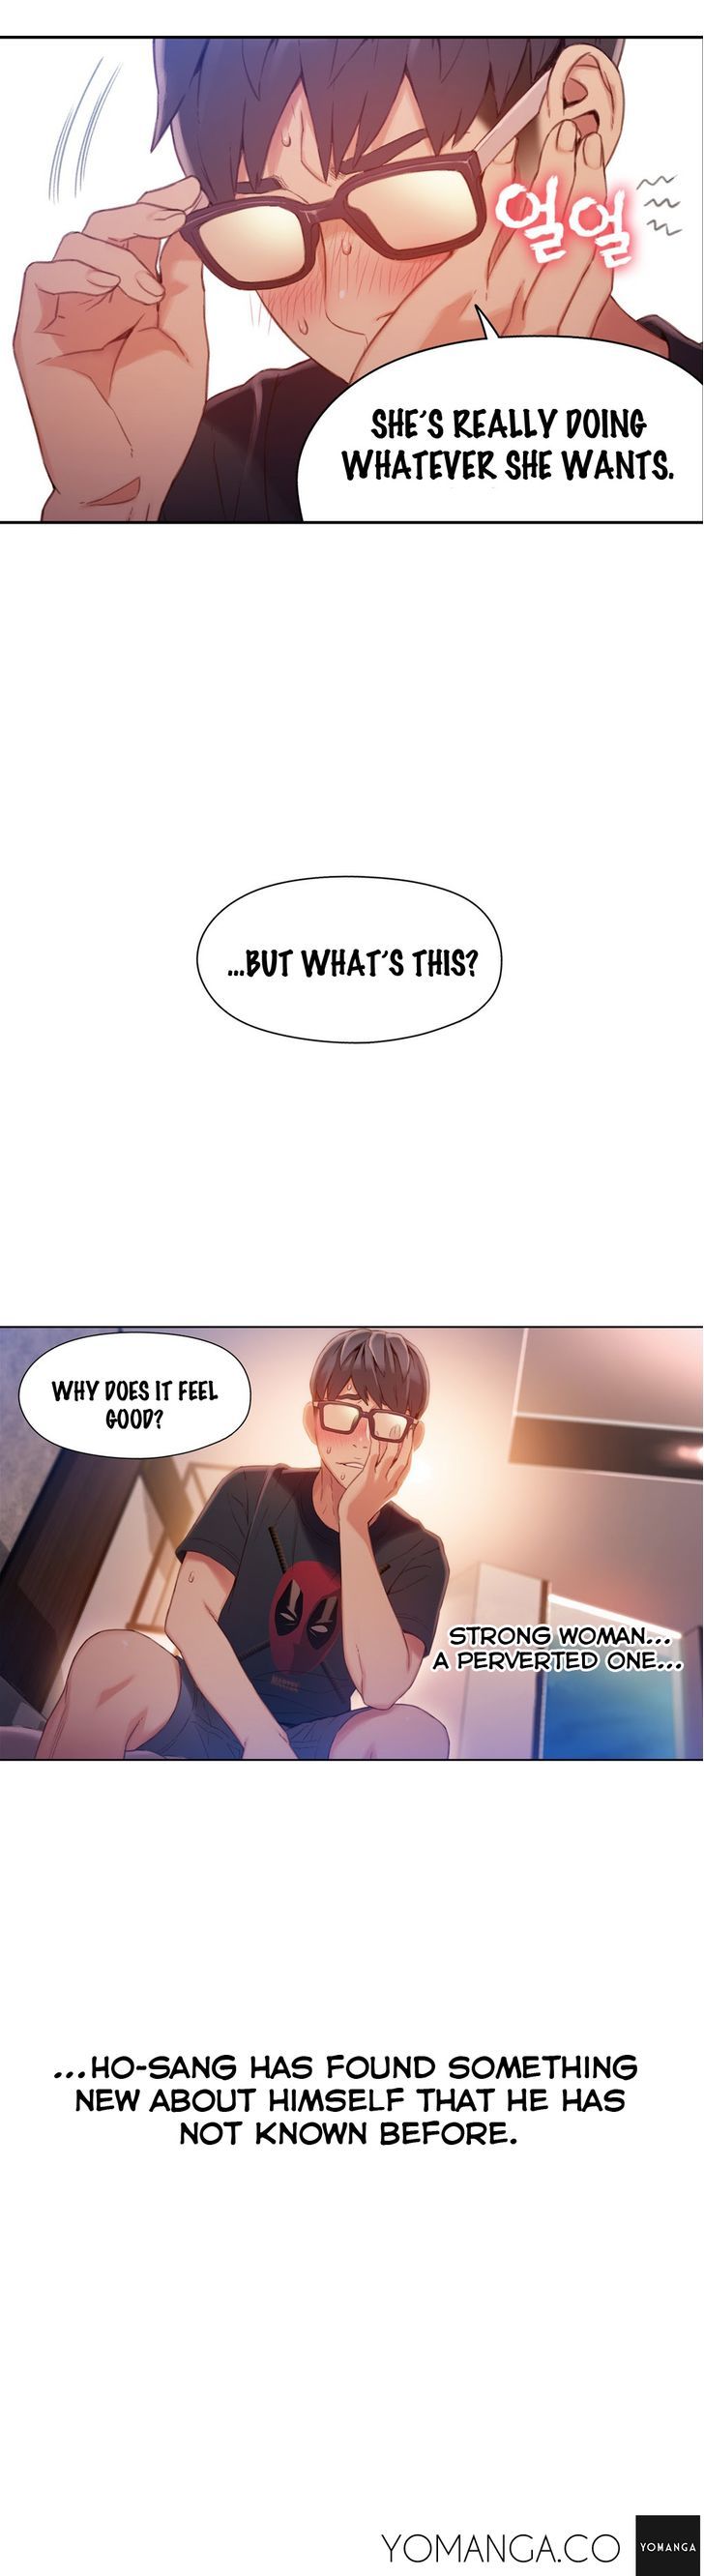 얼얼
SHE'S REALLY DOING
WHATEVER SHE WANTS.
...BUT WHAT'S THIS?
WHY DOES IT FEEL
GOOD?
STRONG WOMAN...
A PERVERTED ONE...
...HO-SANG HAS FOUND SOMETHING
NEW ABOUT HIMSELF THAT HE HAS
NOT KNOWN BEFORE.
YOMANGA.CO
YOMANGA